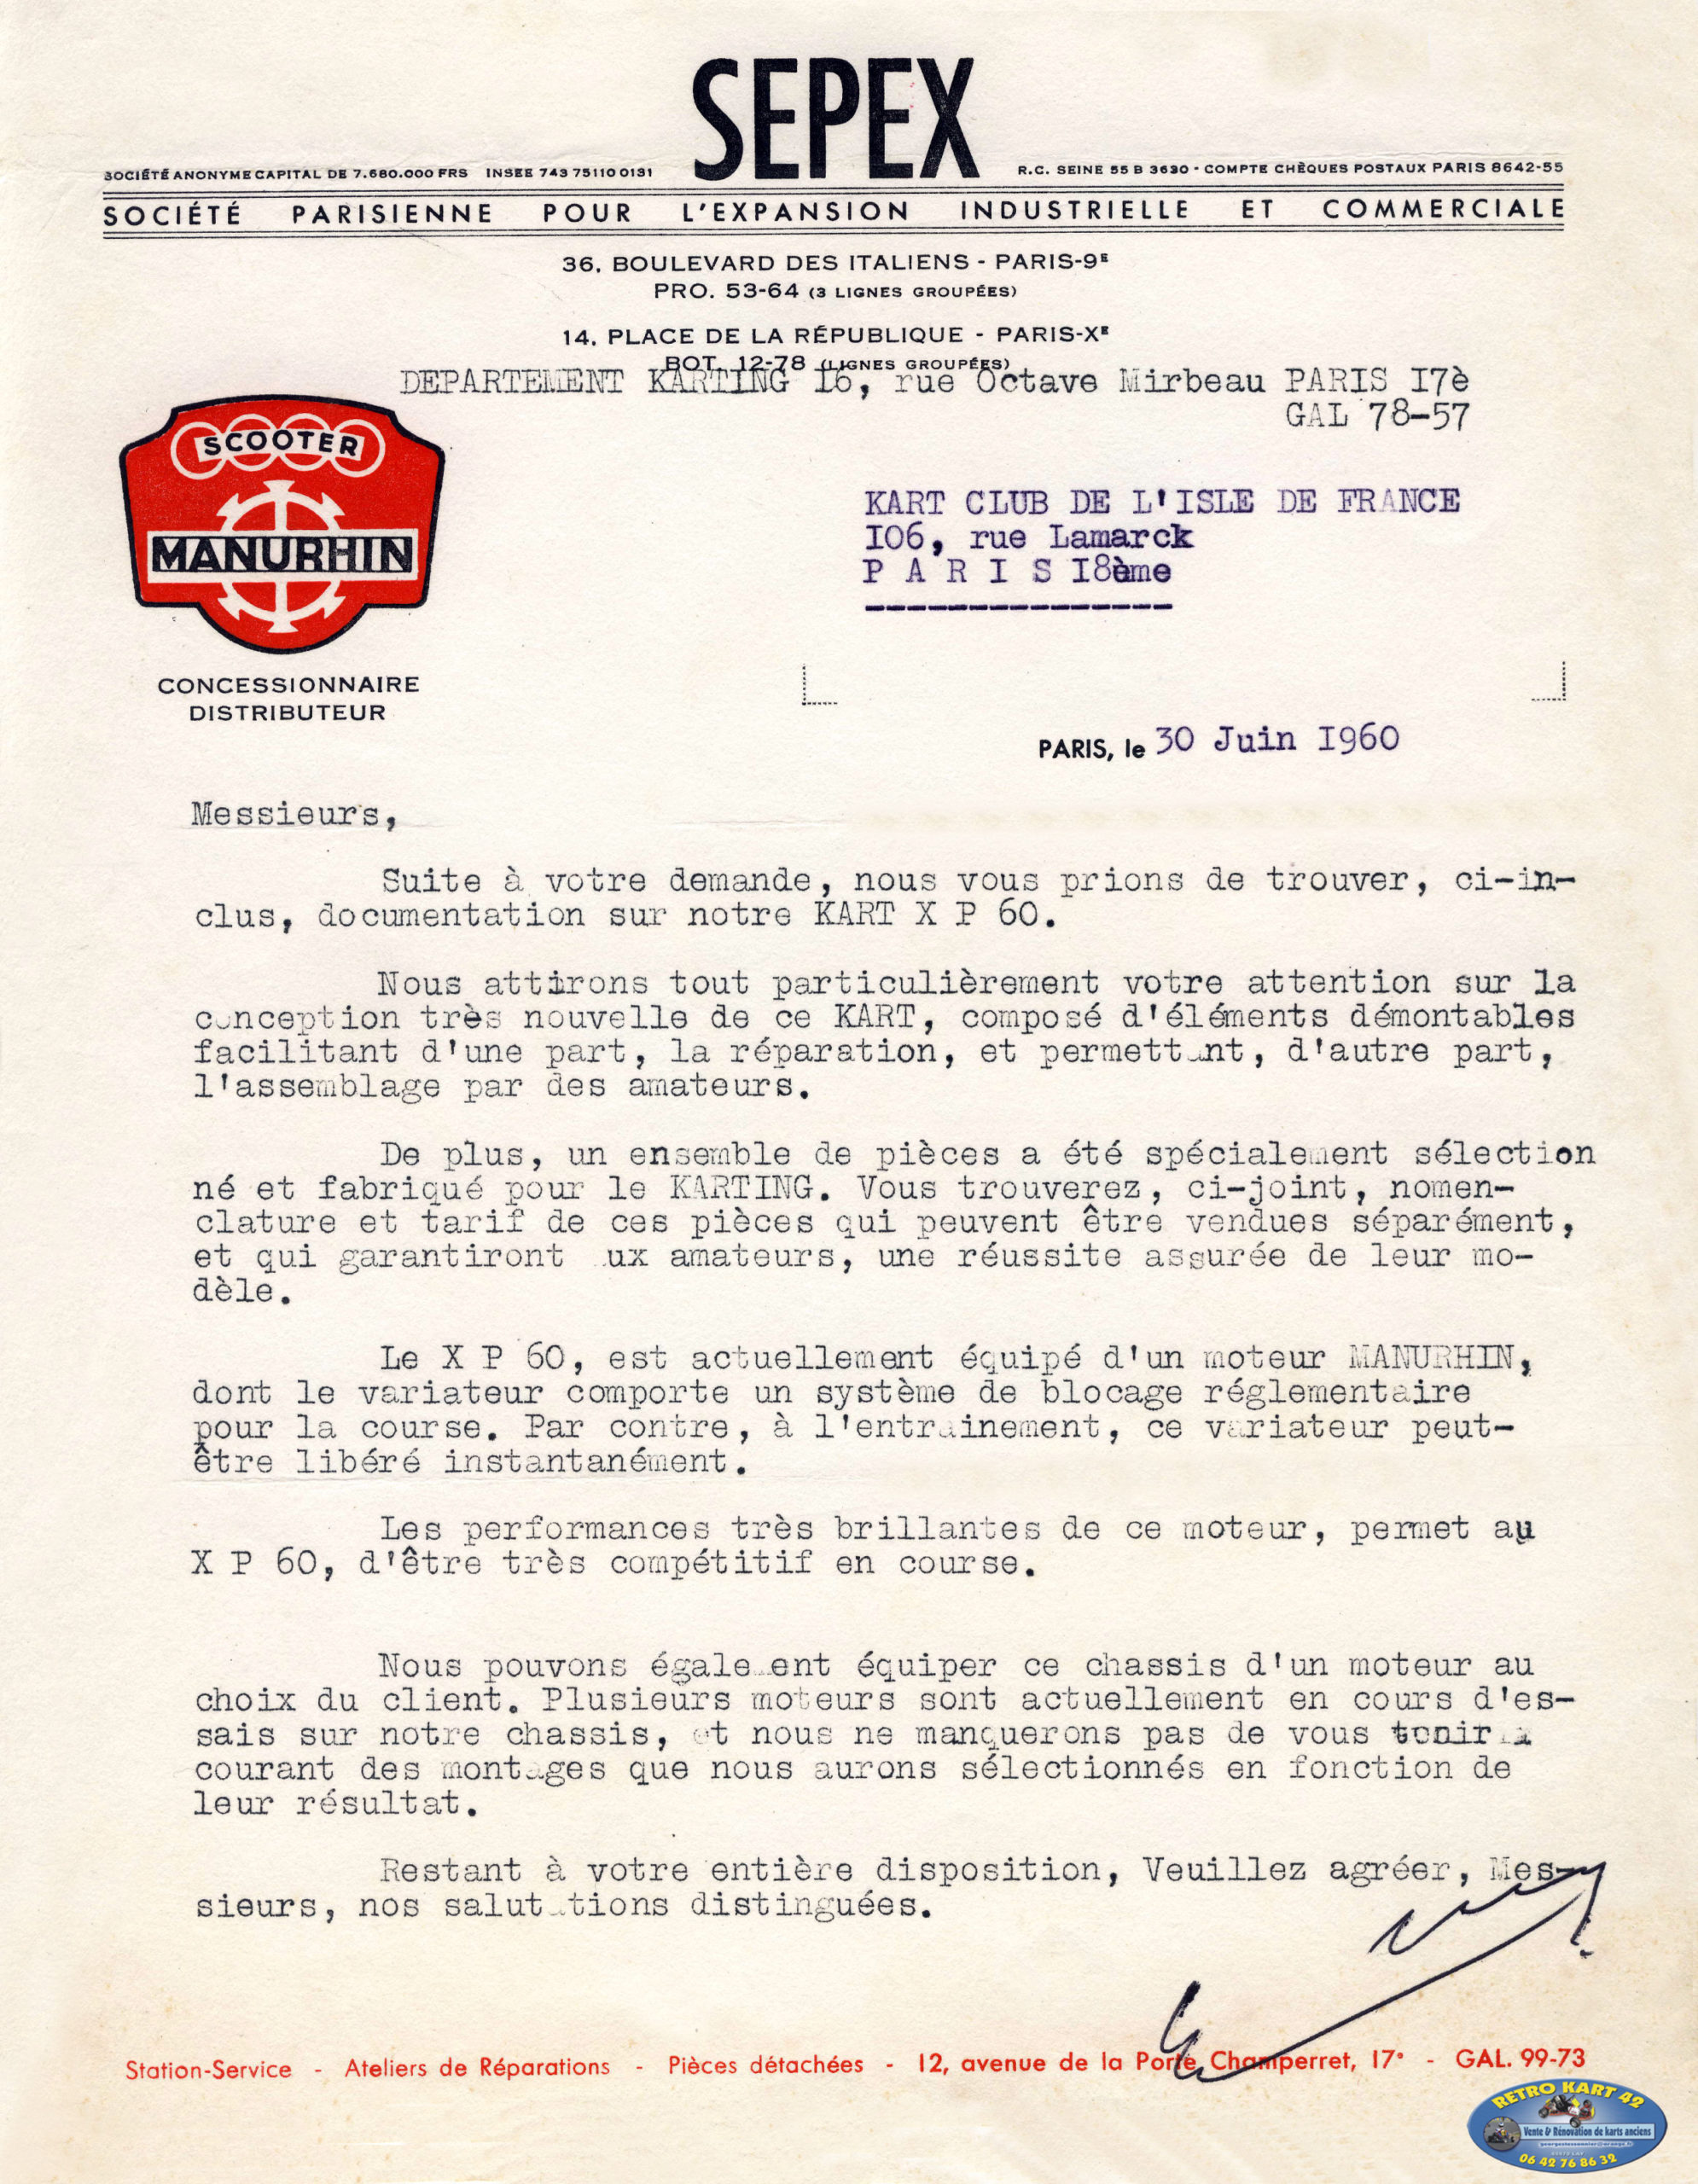 SEPEX
SOCIÉTÉ ANONYME CAPITAL DE 7.680.000 FRS INSEE 743 75110 0131
R.C. SEINE 55 B 3630 - COMPTE CHÈQUES POSTAUX PARIS 8642-55
SOCIÉTÉ PARISIENNE POUR L'EXPANSION INDUSTRIELLE ET COMMERCIALE
36, BOULEVARD DES ITALIENS - PARIS-9E
PRO. 53-64 (3 LIGNES GROUPÉES)
14, PLACE DE LA RÉPUBLIQUE - PARIS-XE
BOT. 12-78 (LIGNES GROUPÉES)
DEPARTEMENT KARTING 16, rue Octave Mirbeau PARIS I7è
GAL 78-57
SCOOTER
MANURHIN
CONCESSIONNAIRE
DISTRIBUTEUR
KART CLUB DE L'ISLE DE FRANCE
I06, rue Lamarck
P A R I S I8ème
PARIS, le 30 Juin I960
Messieurs,
Suite à votre demande, nous vous prions de trouver, ci-in-
clus, documentation sur notre KART X P 60.
Nous attirons tout particulièrement votre attention sur la
conception très nouvelle de ce KART, composé d'éléments démontables
facilitant d'une part, la réparation, et permettant, d'autre part,
l'assemblage par des amateurs.
De plus, un ensemble de pièces a été spécialement sélection
né et fabriqué pour le KARTING. Vous trouverez, ci-joint, nomen-
clature et tarif de ces pièces qui peuvent être vendues séparément,
et qui garantiront aux amateurs, une réussite assurée de leur mo-
dèle.
Le X P 60, est actuellement équipé d'un moteur MANURHIN,
dont le variateur comporte un système de blocage réglementaire
pour la course. Par contre, à l'entrainement, ce variateur peut-
être libéré instantanément.
Les performances très brillantes de ce moteur, permet au
X P 60, d'être très compétitif en course.
Nous pouvons également équiper ce chassis d'un moteur au
choix du client. Plusieurs moteurs sont actuellement en cours d'es-
sais sur notre chassis, et nous ne manquerons pas de vous tenir
courant des montages que nous aurons sélectionnés en fonction de
leur résultat.
Restant à votre entière disposition, Veuillez agréer, Mes-
sieurs, nos salutations distinguées.
Station-Service - Ateliers de Réparations - Pièces détachées - 12, avenue de la Porte Champerret, 17e - GAL. 99-73
RETRO KART 42
Vente & Rénovation de karts anciens
06 42 76 86 32